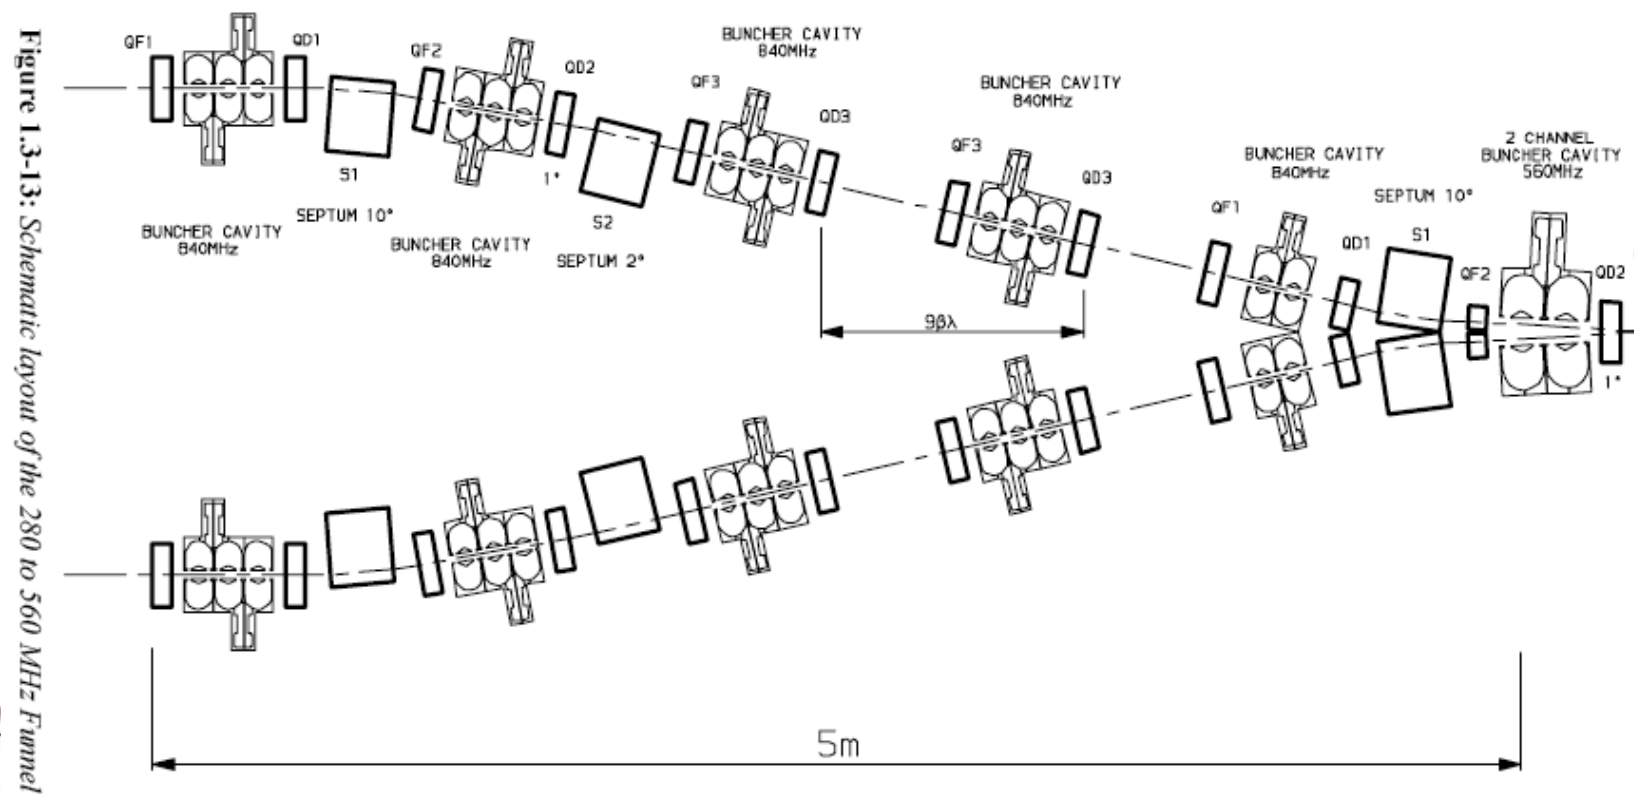 Figure 1.3-13: Schematic layout of the 280 to 560 MHz Funnel
QF1
QD1
S1
SEPTUM 10°
BUNCHER CAVITY
840MHz
QF2
QD2
1°
BUNCHER CAVITY
840MHz
S2
SEPTUM 2°
QF3
BUNCHER CAVITY
840MHz
QD3
QF3
BUNCHER CAVITY
840MHz
QD3
9βλ
QF1
BUNCHER CAVITY
840MHz
QD1
SEPTUM 10°
S1
QF2
2 CHANNEL
BUNCHER CAVITY
560MHz
QD2
1°
5m